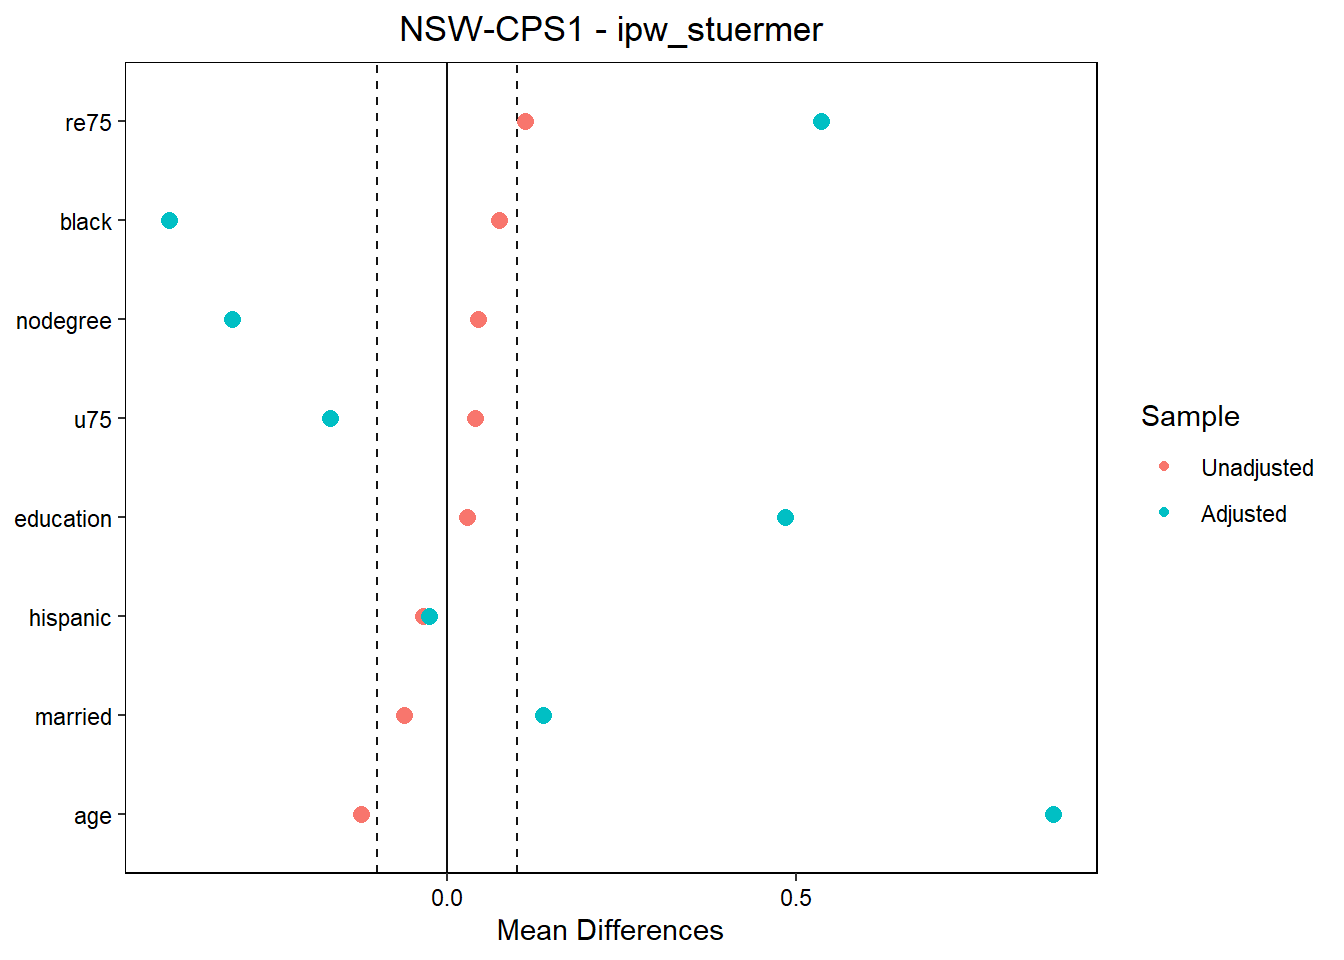 NSW-CPS1 - ipw_stuermer
re75
black
nodegree
u75
education
hispanic
married
age
0.0 0.5
Mean Differences
Sample
Unadjusted
Adjusted